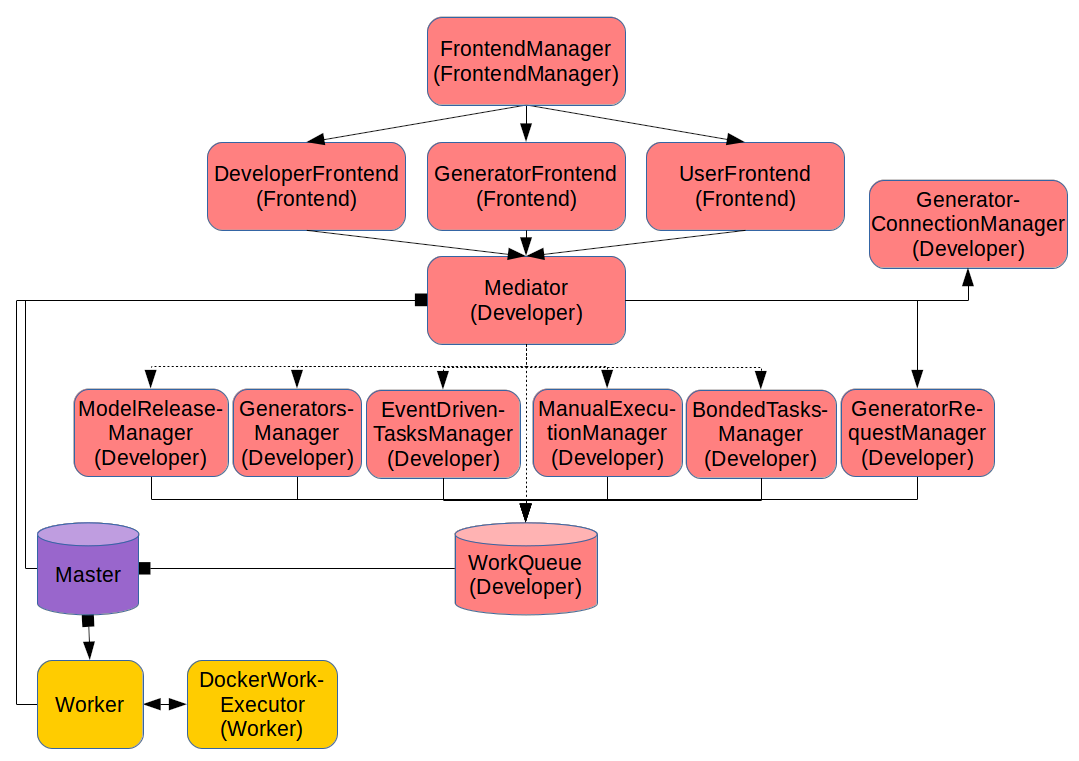 FrontendManager
(FrontendManager)
DeveloperFrontend
(Frontend)
GeneratorFrontend
(Frontend)
UserFrontend
(Frontend)
Generator-
ConnectionManager
(Developer)
Mediator
(Developer)
ModelRelease-
Manager
(Developer)
Generators-
Manager
(Developer)
EventDriven-
TasksManager
(Developer)
ManualExecu-
tionManager
(Developer)
BondedTasks-
Manager
(Developer)
GeneratorRe-
questManager
(Developer)
Master
WorkQueue
(Developer)
Worker
DockerWork-
Executor
(Worker)